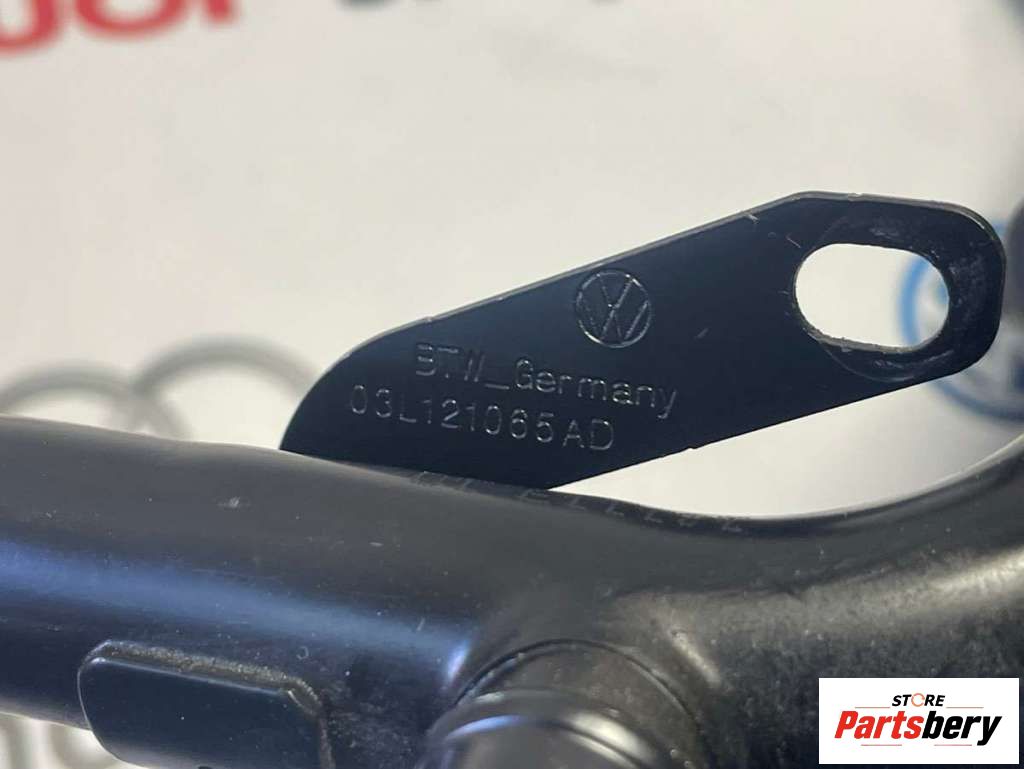 BTW_Germany
03L121065AD
STORE
Partsbery